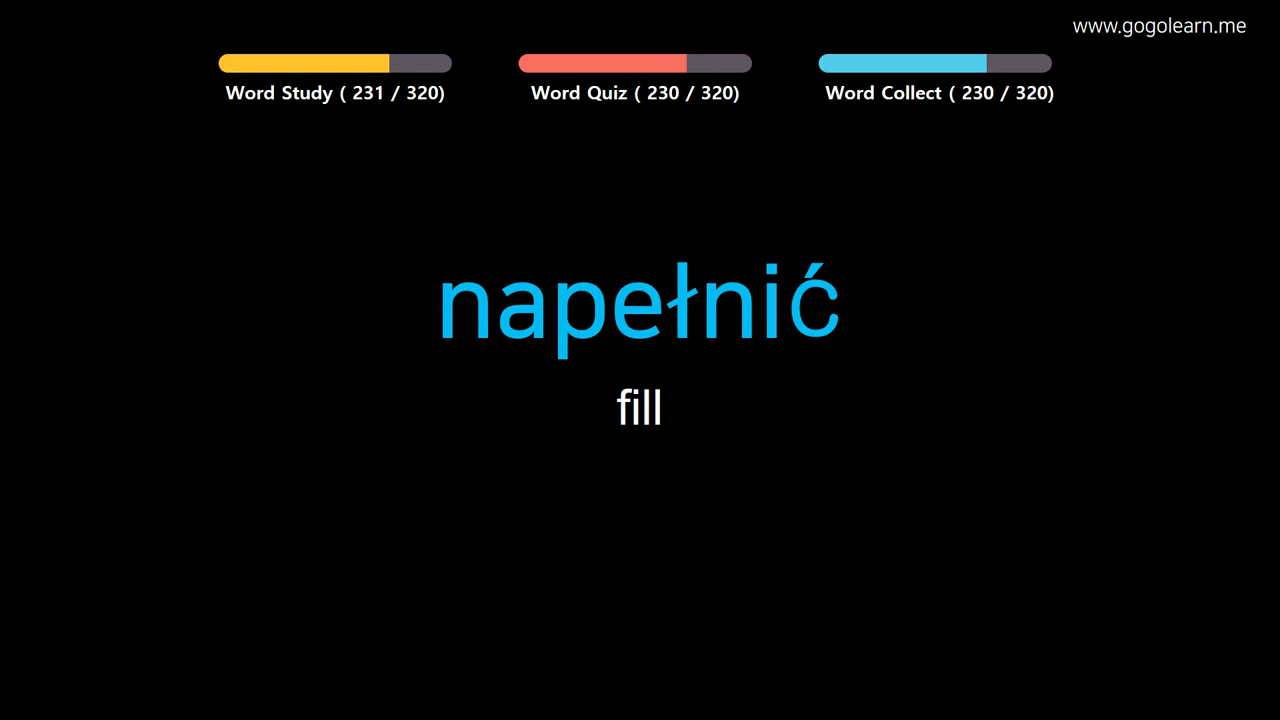 www.gogolearn.me
Word Study ( 231 / 320)
Word Quiz ( 230 / 320)
Word Collect ( 230 / 320)
napełnić
fill